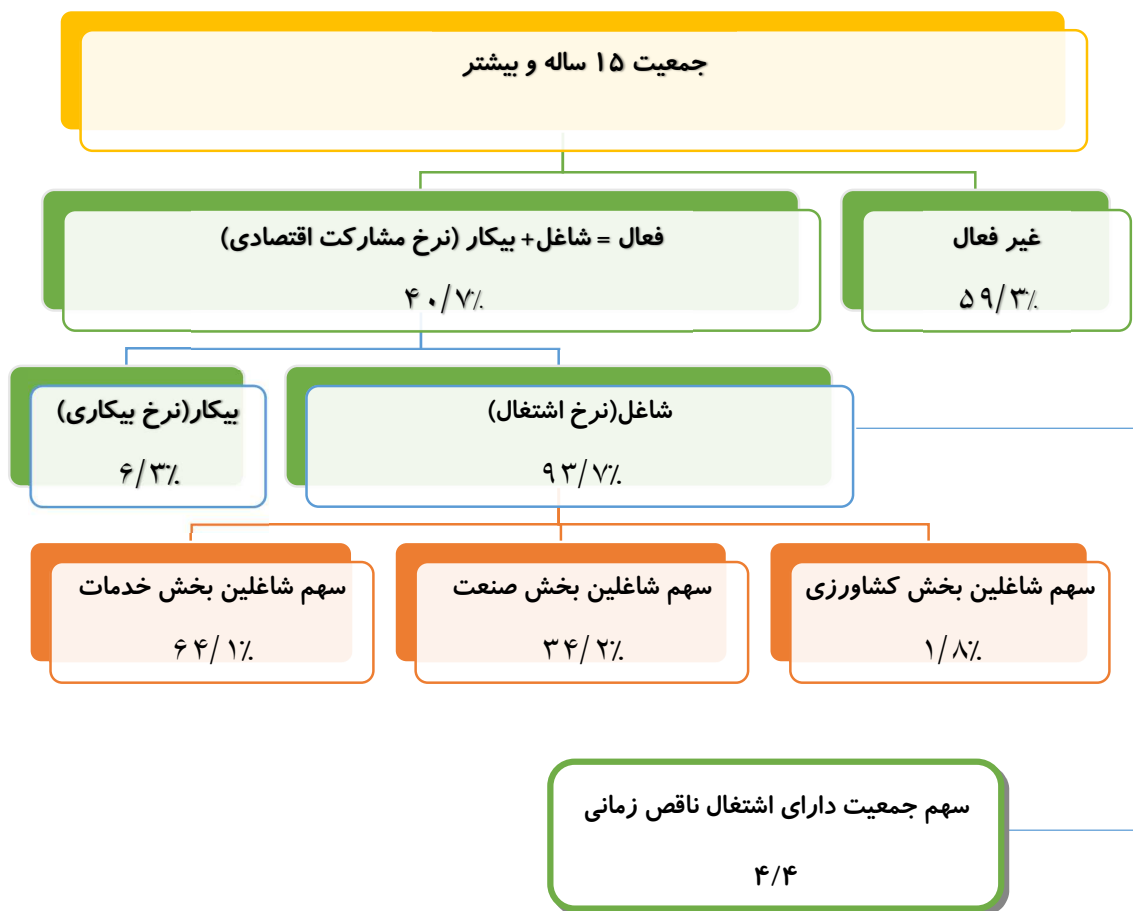 جمعیت ۱۵ ساله و بیشتر
غیر فعال
۵۹/۳٪
فعال = شاغل+ بیکار (نرخ مشارکت اقتصادی)
۴۰/۷٪
شاغل(نرخ اشتغال)
۹۳/۷٪
بیکار(نرخ بیکاری)
۶/۳٪
سهم شاغلین بخش کشاورزی
۱/۸٪
سهم شاغلین بخش صنعت
۳۴/۲٪
سهم شاغلین بخش خدمات
۶۴/۱٪
سهم جمعیت دارای اشتغال ناقص زمانی
۴/۴